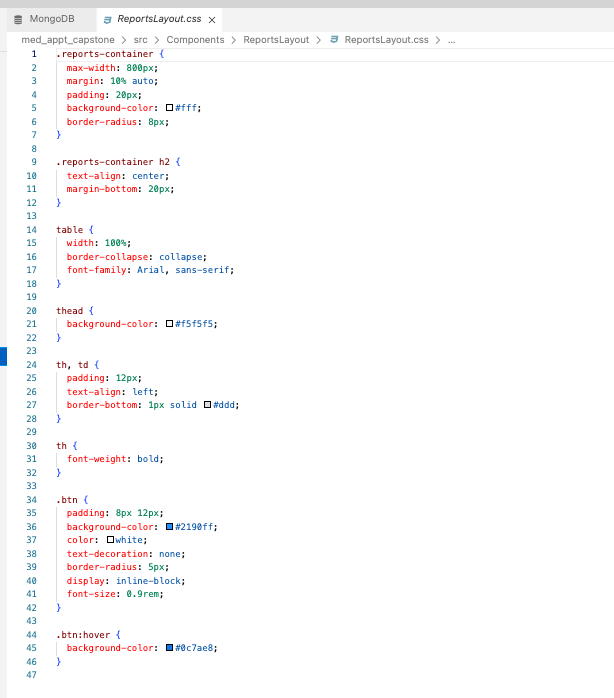 MongoDB
ReportsLayout.css ×
med_appt_capstone > src > Components > ReportsLayout > ReportsLayout.css > ...
1 .reports-container {
2 max-width: 800px;
3 margin: 10% auto;
4 padding: 20px;
5 background-color: #fff;
6 border-radius: 8px;
7 }
8
9 .reports-container h2 {
10 text-align: center;
11 margin-bottom: 20px;
12 }
13
14 table {
15 width: 100%;
16 border-collapse: collapse;
17 font-family: Arial, sans-serif;
18 }
19
20 thead {
21 background-color: #f5f5f5;
22 }
23
24 th, td {
25 padding: 12px;
26 text-align: left;
27 border-bottom: 1px solid #ddd;
28 }
29
30 th {
31 font-weight: bold;
32 }
33
34 .btn {
35 padding: 8px 12px;
36 background-color: #2190ff;
37 color: white;
38 text-decoration: none;
39 border-radius: 5px;
40 display: inline-block;
41 font-size: 0.9rem;
42 }
43
44 .btn:hover {
45 background-color: #0c7ae8;
46 }
47